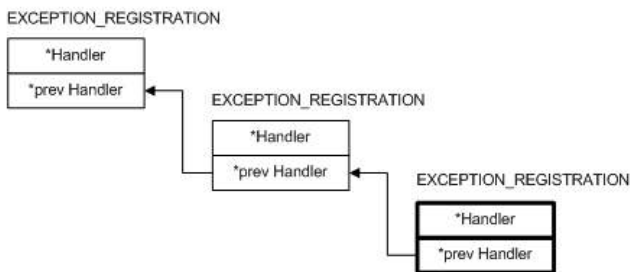 EXCEPTION_REGISTRATION
*Handler
*prev Handler
EXCEPTION_REGISTRATION
*Handler
*prev Handler
EXCEPTION_REGISTRATION
*Handler
*prev Handler